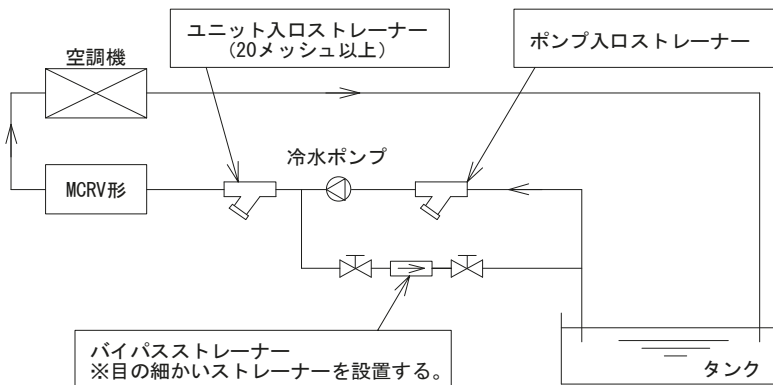 ユニット入口ストレーナー
（20メッシュ以上）
ポンプ入口ストレーナー
空調機
冷水ポンプ
MCRV形
バイパスストレーナー
※目の細かいストレーナーを設置する。
タンク